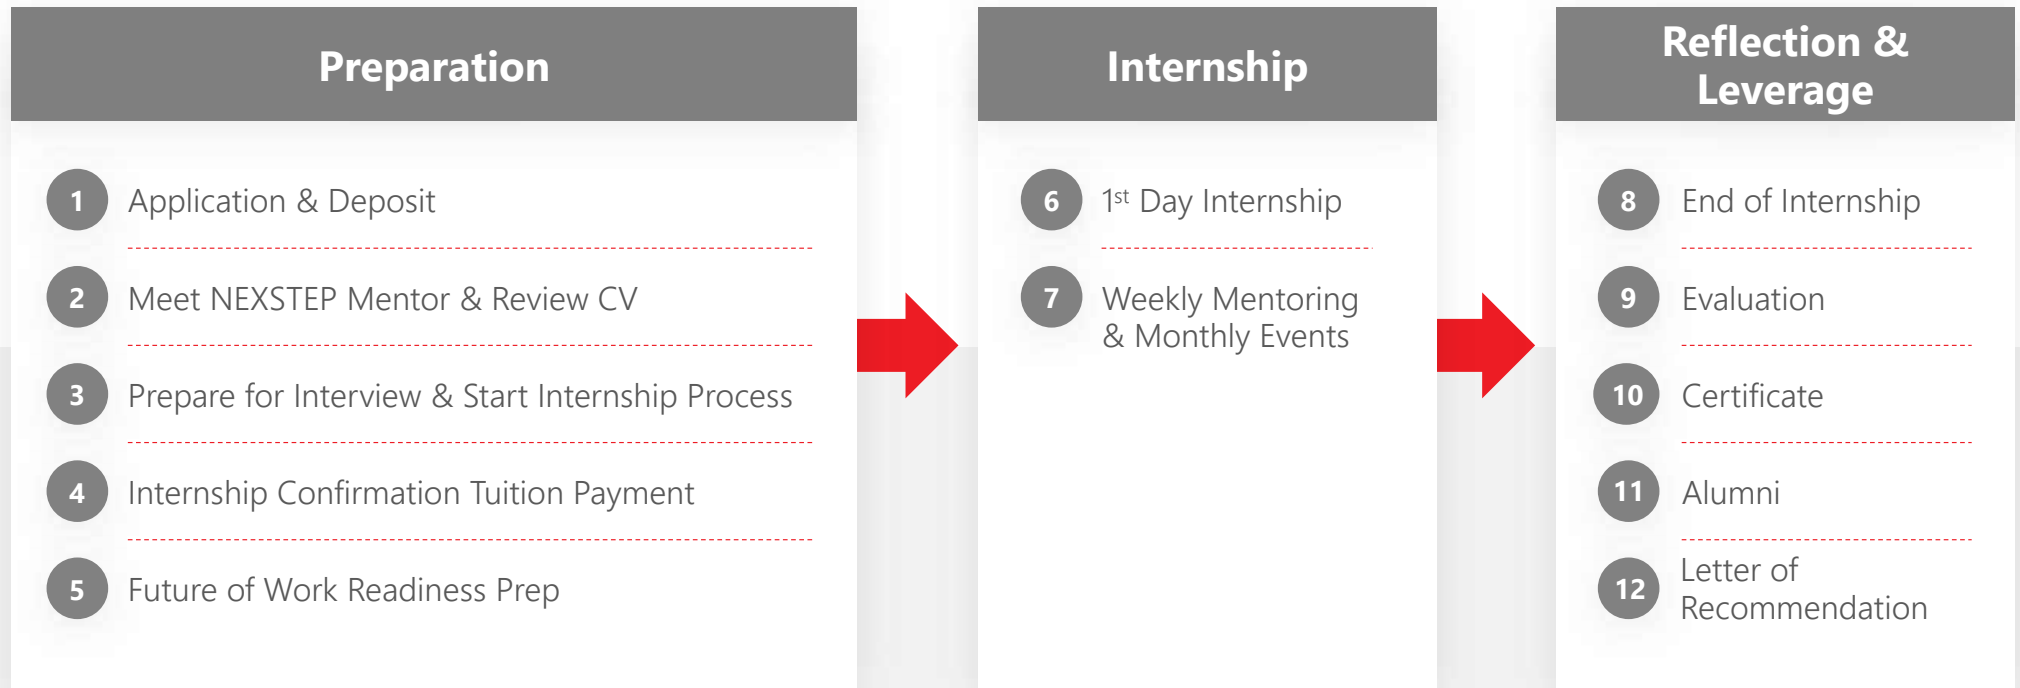 Preparation
1 Application & Deposit
2 Meet NEXSTEP Mentor & Review CV
3 Prepare for Interview & Start Internship Process
4 Internship Confirmation Tuition Payment
5 Future of Work Readiness Prep
Internship
6 1st Day Internship
7 Weekly Mentoring
& Monthly Events
Reflection &
Leverage
8 End of Internship
9 Evaluation
10 Certificate
11 Alumni
12 Letter of
Recommendation